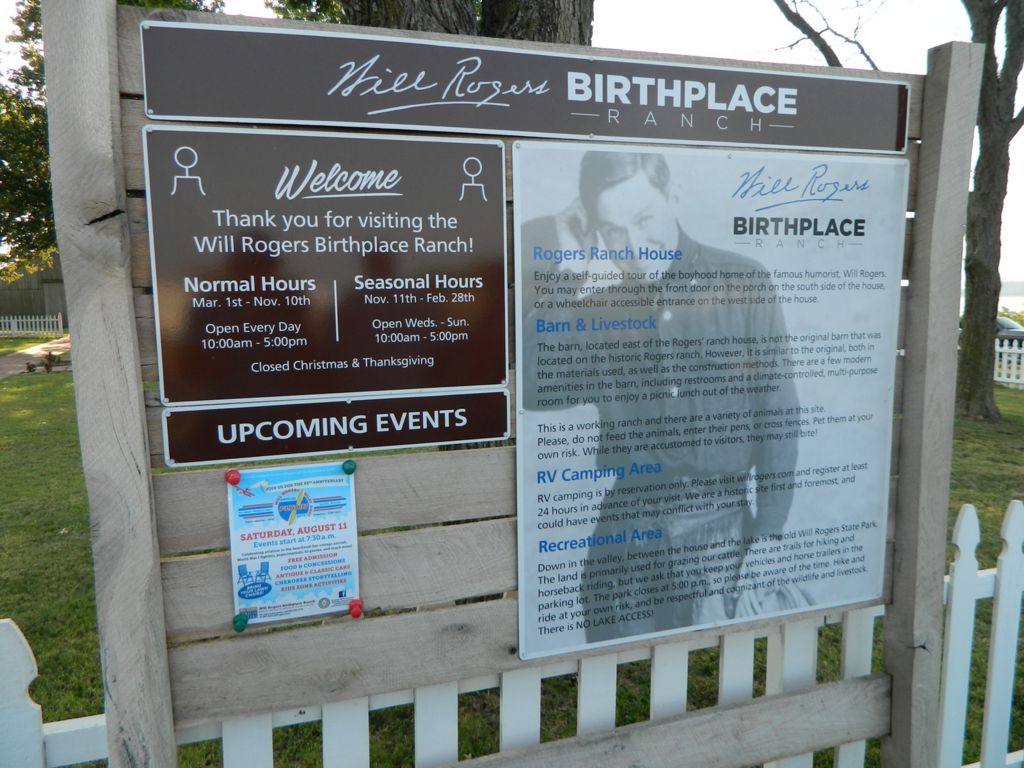 Will Rogers BIRTHPLACE
RANCH
Welcome
Thank you for visiting the
Will Rogers Birthplace Ranch!
Normal Hours
Mar. 1st - Nov. 10th
Open Every Day
10:00am - 5:00pm
Seasonal Hours
Nov. 11th - Feb. 28th
Open Weds. - Sun.
10:00am - 5:00pm
Closed Christmas & Thanksgiving
UPCOMING EVENTS
JOIN US FOR THE ANNIVERSARY
FLY-IN
SATURDAY, AUGUST 11
Events start at 7:30 a.m.
FREE ADMISSION
FOOD & CONCESSIONS
ANTIQUE & CLASSIC CARS
CHEROKEE STORYTELLING
KIDS ZONE ACTIVITIES
BRING
YOUR LAWN
CHAIRS!
Will Rogers Birthplace Ranch
Will Rogers
BIRTHPLACE
RANCH
Rogers Ranch House
Enjoy a self-guided tour of the boyhood home of the famous humorist, Will Rogers.
You may enter through the front door on the porch on the south side of the house,
or a wheelchair accessible entrance on the west side of the house.
Barn & Livestock
The barn, located east of the Rogers' ranch house, is not the original barn that was
located on the historic Rogers ranch. However, it is similar to the original, both in
the materials used, as well as the construction methods. There are a few modern
amenities in the barn, including restrooms and a climate-controlled, multi-purpose
room for you to enjoy a picnic lunch out of the weather.
This is a working ranch and there are a variety of animals at this site.
Please, do not feed the animals, enter their pens, or cross fences. Pet them at your
own risk. While they are accustomed to visitors, they may still bite!
RV Camping Area
RV camping is by reservation only. Please visit willrogers.com and register at least
24 hours in advance of your visit. We are a historic site first and foremost, and
could have events that may conflict with your stay.
Recreational Area
Down in the valley, between the house and the lake is the old Will Rogers State Park.
The land is primarily used for grazing our cattle. There are trails for hiking and
horseback riding, but we ask that you keep your vehicles and horse trailers in the
parking lot. The park closes at 5:00 p.m., so please be aware of the time. Hike and
ride at your own risk, and be respectful and cognizant of the wildlife and livestock.
There is NO LAKE ACCESS!